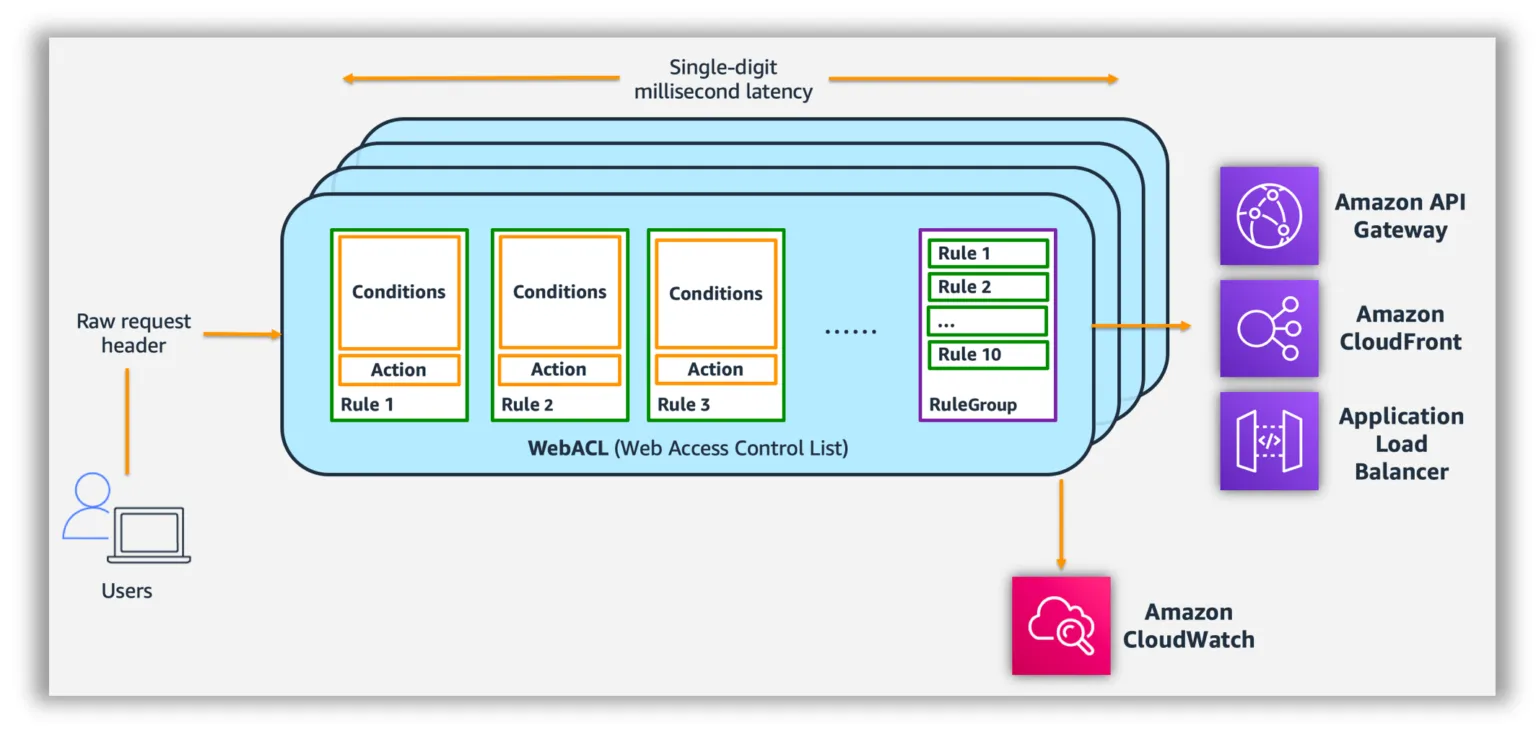 Single-digit
millisecond latency
Raw request
header
Users
Conditions
Action
Rule 1
Conditions
Action
Rule 2
Conditions
Action
Rule 3
......
Rule 1
Rule 2
...
Rule 10
RuleGroup
WebACL (Web Access Control List)
Amazon API
Gateway
Amazon
CloudFront
Application
Load
Balancer
Amazon
CloudWatch